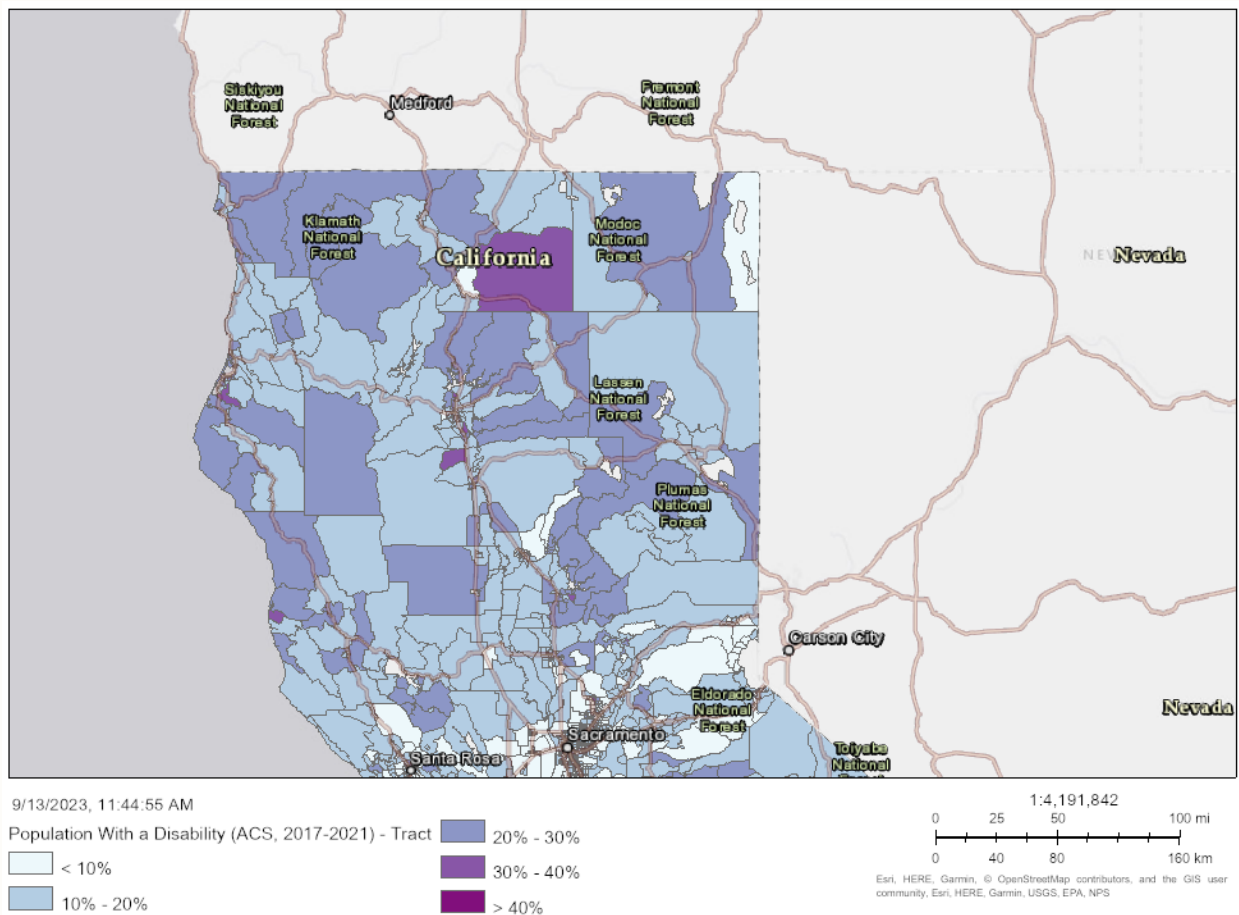 Siskiyou
National
Forest
Medford
Fremont
National
Forest
Klamath
National
Forest
Modoc
National
Forest
California
NEV
Nevada
Lassen
National
Forest
Plumas
National
Forest
Carson City
Eldorado
National
Forest
Nevada
Sacramento
Toiyabe
National
Santa Rosa
9/13/2023, 11:44:55 AM
Population With a Disability (ACS, 2017-2021) - Tract
< 10%
10% - 20%
20% - 30%
30% - 40%
> 40%
1:4,191,842
0 25 50 100 mi
0 40 80 160 km
Esri, HERE, Garmin, © OpenStreetMap contributors, and the GIS user
community, Esri, HERE, Garmin, USGS, EPA, NPS